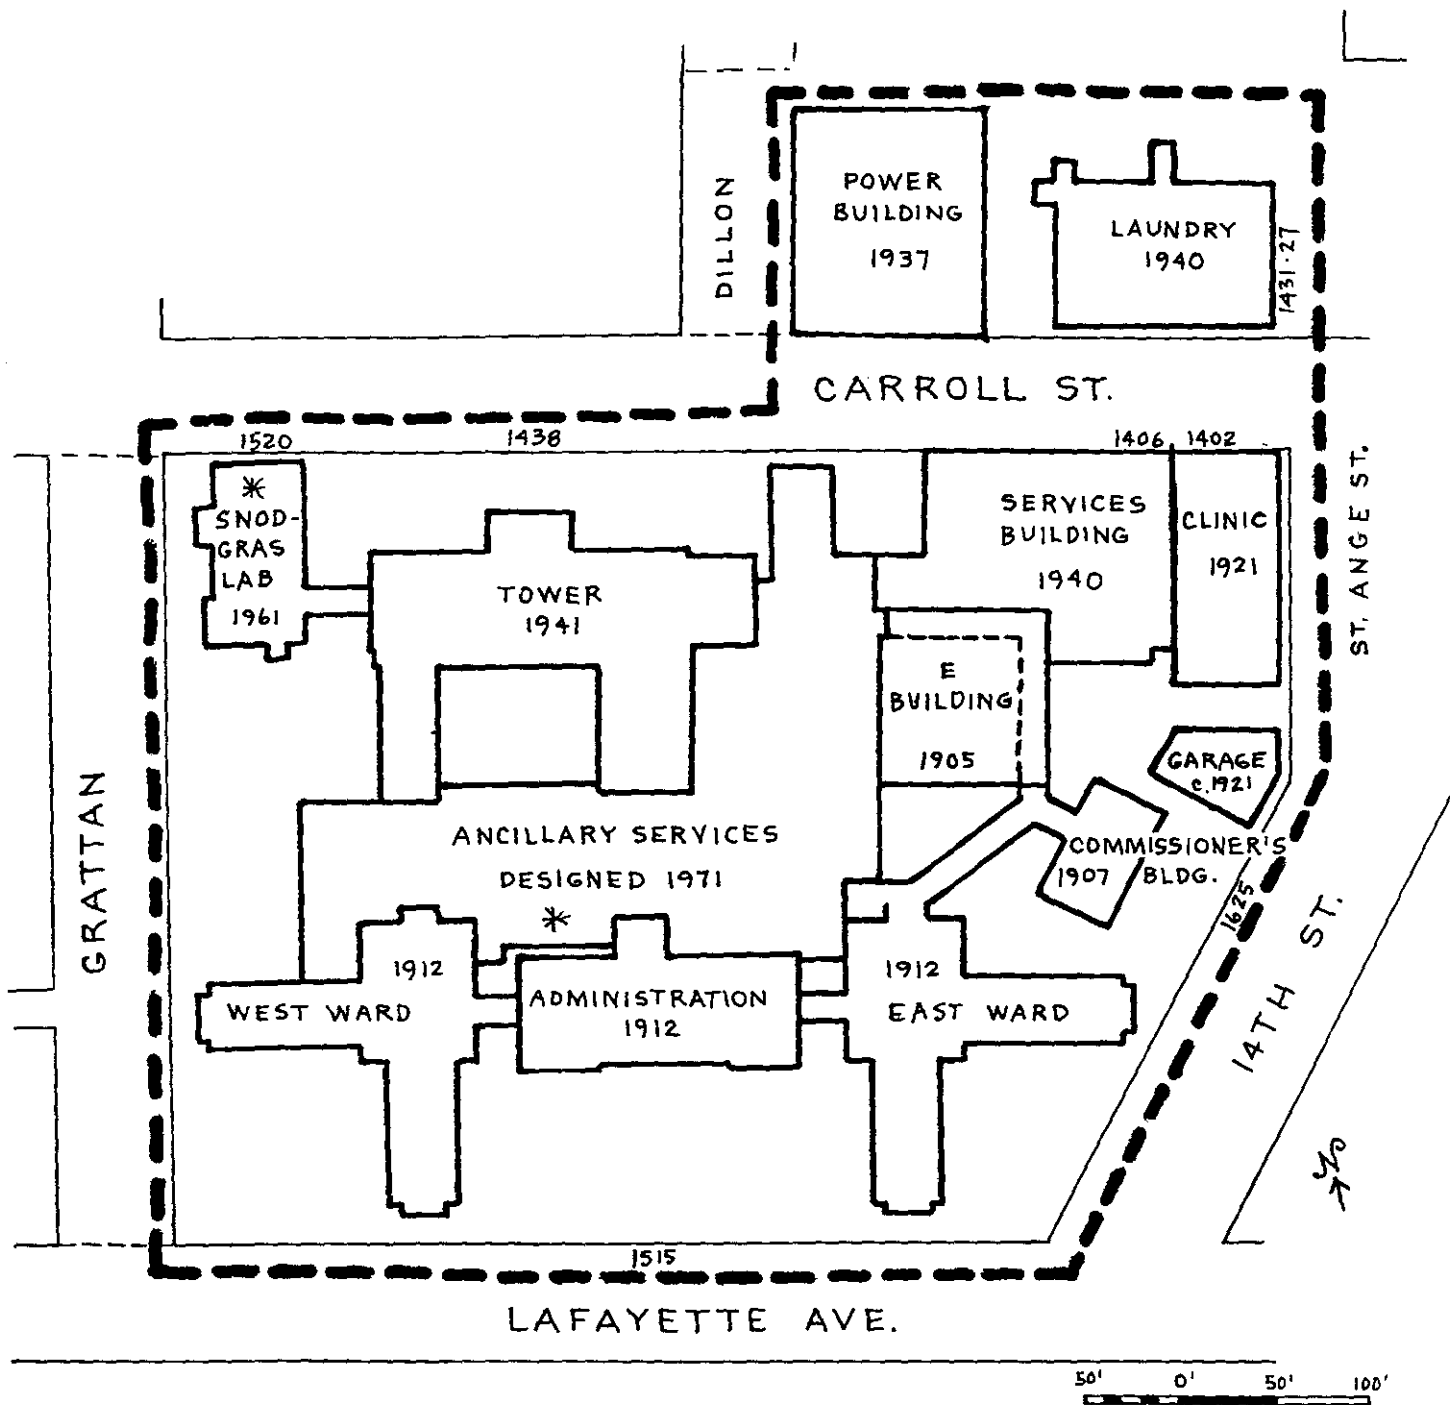 DILLON
POWER
BUILDING
1937
LAUNDRY
1940
1431-27
CARROLL ST.
1520
1438
1406
1402
ST. ANGE ST.
*
SNOD-
GRAS
LAB
1961
TOWER
1941
SERVICES
BUILDING
1940
CLINIC
1921
E
BUILDING
1905
GARAGE
c.1921
GRATTAN
ANCILLARY SERVICES
DESIGNED 1971
*
COMMISSIONER'S
1907 BLDG.
1625
14TH ST.
1912
WEST WARD
ADMINISTRATION
1912
1912
EAST WARD
N
1515
LAFAYETTE AVE.
50' 0' 50' 100'